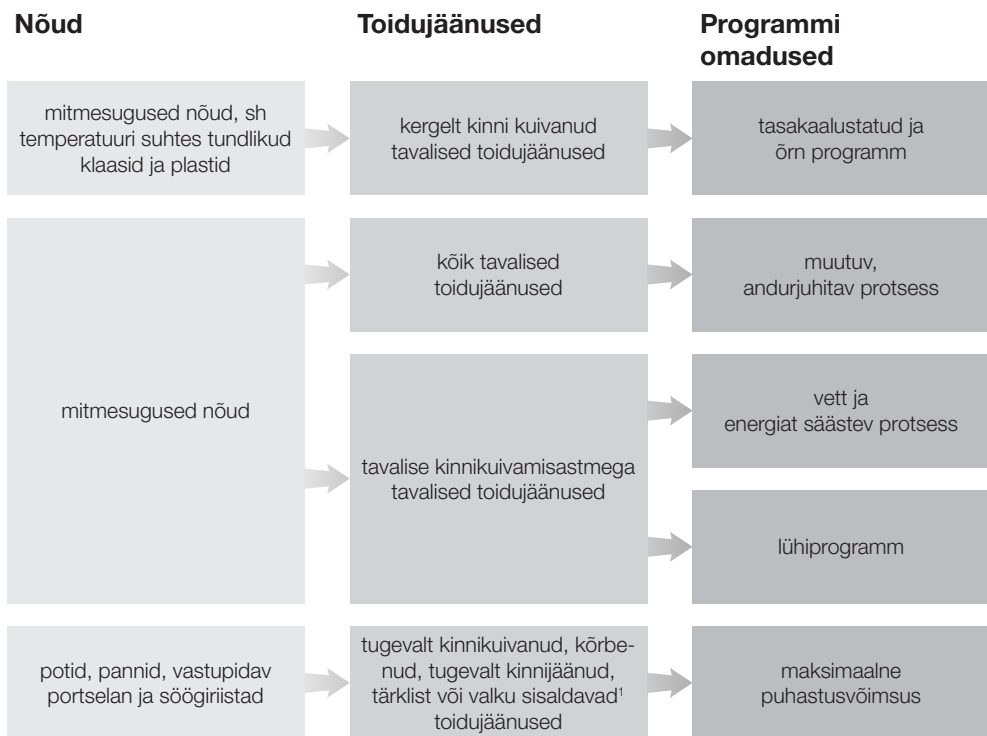 Nõud
Toidujäänused
Programmi
omadused
mitmesugused nõud, sh
temperatuuri suhtes tundlikud
klaasid ja plastid
kergelt kinni kuivanud
tavalised toidujäänused
tasakaalustatud ja
õrn programm
mitmesugused nõud
kõik tavalised
toidujäänused
muutuv,
andurjuhitav protsess
tavalise kinnikuivamisastmega
tavalised toidujäänused
vett ja
energiat säästev protsess
lühiprogramm
potid, pannid, vastupidav
portselan ja söögiriistad
tugevalt kinnikuivanud, kõrbe-
nud, tugevalt kinnijäänud,
tärklist või valku sisaldavad¹
toidujäänused
maksimaalne
puhastusvõimsus